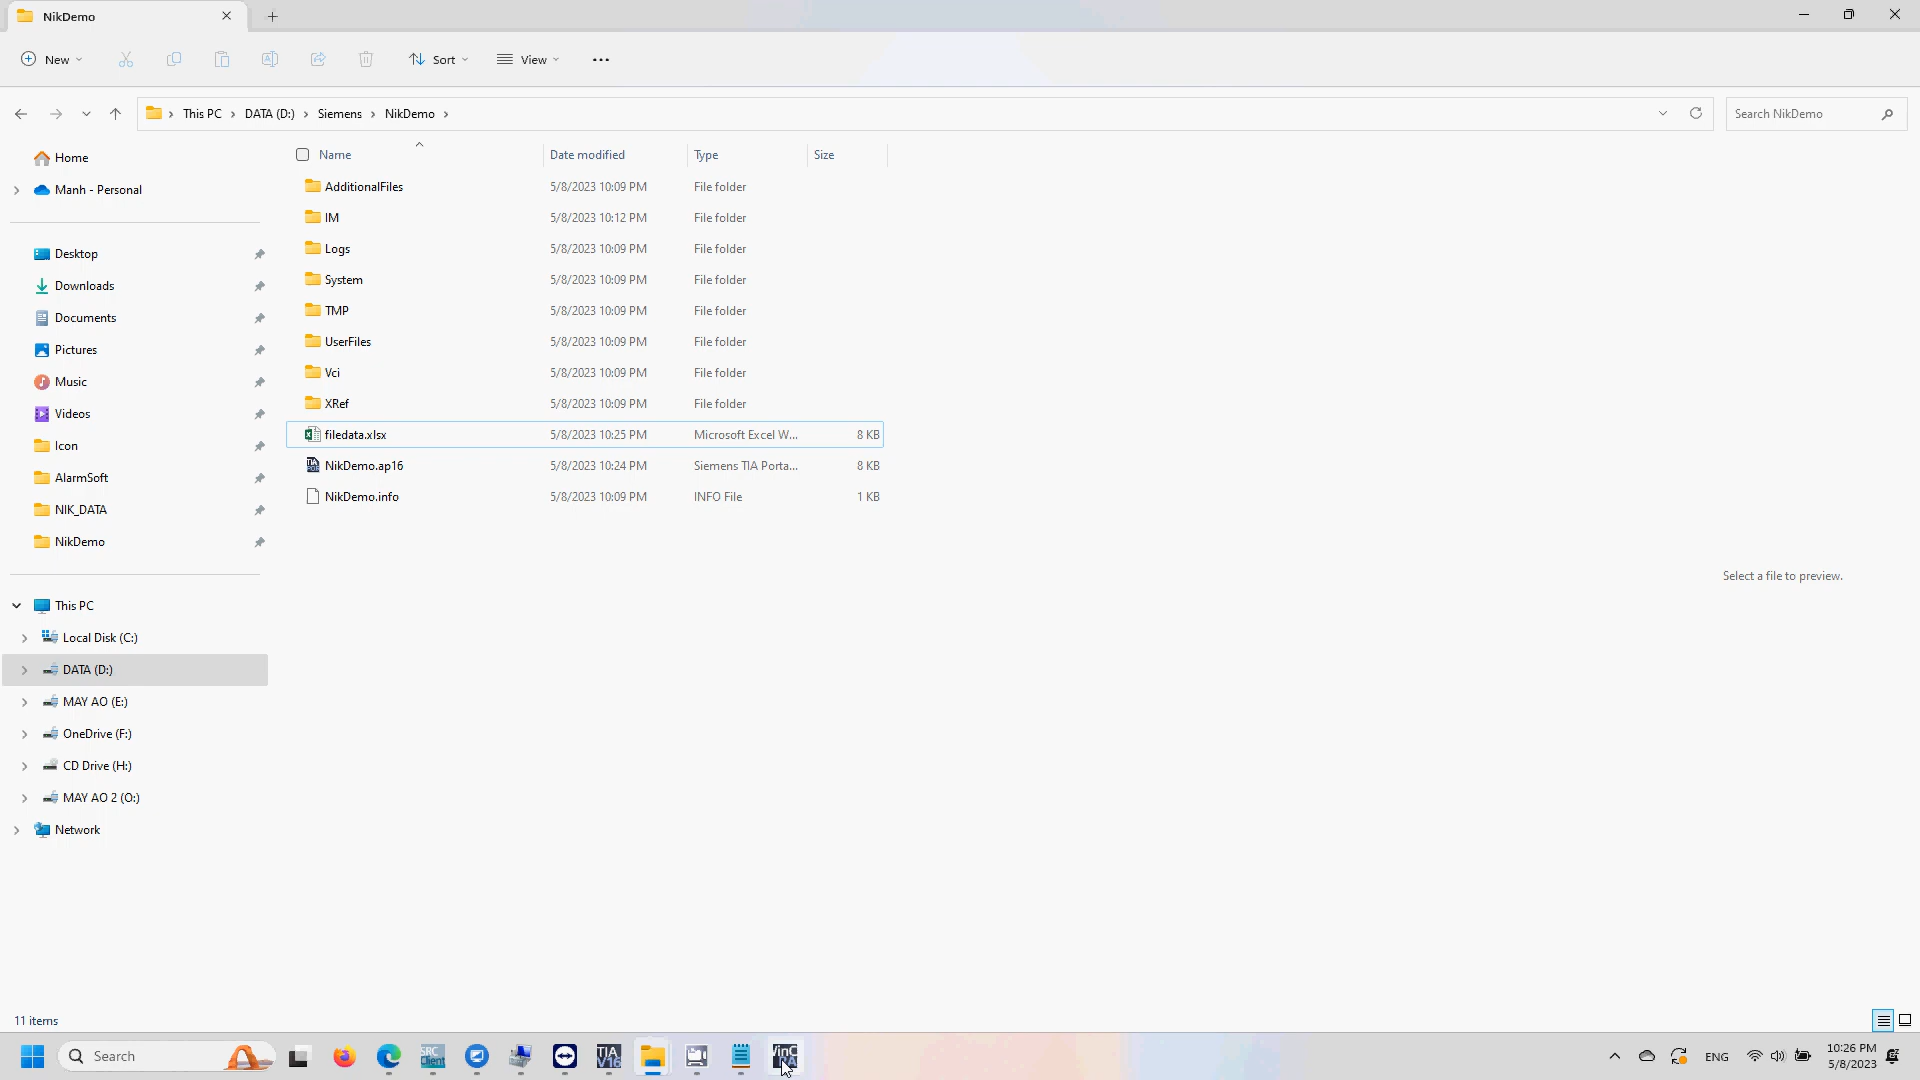 NikDemo
New
Sort
View
This PC
DATA (D:)
Siemens
NikDemo
Search NikDemo
Name
Date modified
Type
Size
AdditionalFiles 5/8/2023 10:09 PM File folder
IM 5/8/2023 10:12 PM File folder
Logs 5/8/2023 10:09 PM File folder
System 5/8/2023 10:09 PM File folder
TMP 5/8/2023 10:09 PM File folder
UserFiles 5/8/2023 10:09 PM File folder
Vci 5/8/2023 10:09 PM File folder
XRef 5/8/2023 10:09 PM File folder
filedata.xlsx 5/8/2023 10:25 PM Microsoft Excel W... 8 KB
NikDemo.ap16 5/8/2023 10:24 PM Siemens TIA Porta... 8 KB
NikDemo.info 5/8/2023 10:09 PM INFO File 1 KB
Home
Manh - Personal
Desktop
Downloads
Documents
Pictures
Music
Videos
Icon
AlarmSoft
NIK_DATA
NikDemo
This PC
Local Disk (C:)
DATA (D:)
MAY AO (E:)
OneDrive (F:)
CD Drive (H:)
MAY AO 2 (O:)
Network
Select a file to preview.
11 items
Search
SRC
Client
TIA
V16
ENG
10:26 PM
5/8/2023